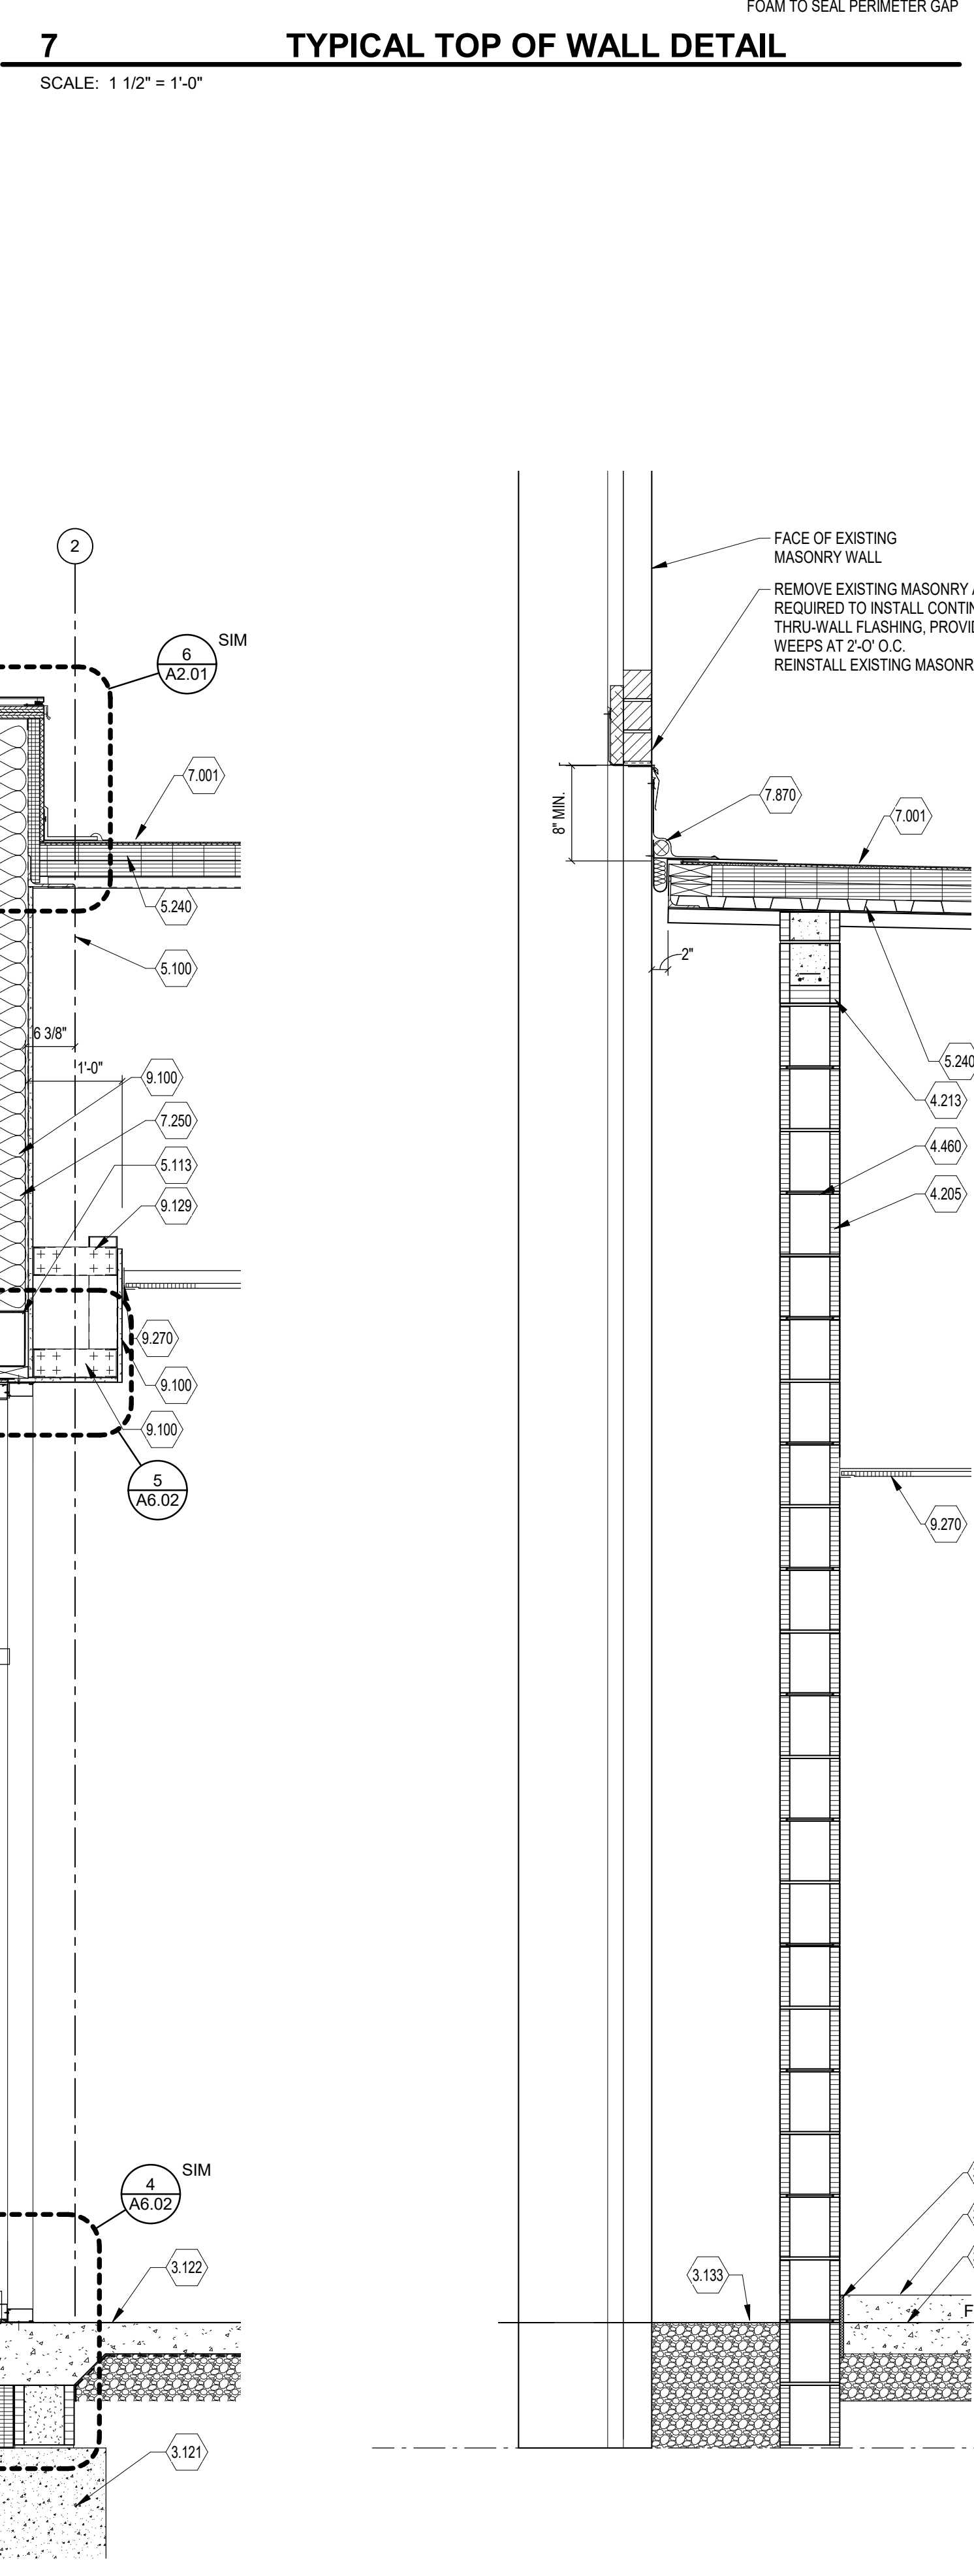 FOAM TO SEAL PERIMETER GAP
7
TYPICAL TOP OF WALL DETAIL
SCALE: 1 1/2" = 1'-0"
2
6
A2.01
SIM
7.001
5.240
5.100
6 3/8"
1'-0"
9.100
7.250
5.113
9.129
9.270
9.100
9.100
5
A6.02
4
A6.02
SIM
3.122
3.121
FACE OF EXISTING
MASONRY WALL
REMOVE EXISTING MASONRY
REQUIRED TO INSTALL
THRU-WALL FLASHING,
WEEPS AT 2'-O' O.C.
REINSTALL EXISTING
8" MIN.
7.870
7.001
2"
5.240
4.213
4.460
4.205
9.270
3.133
F